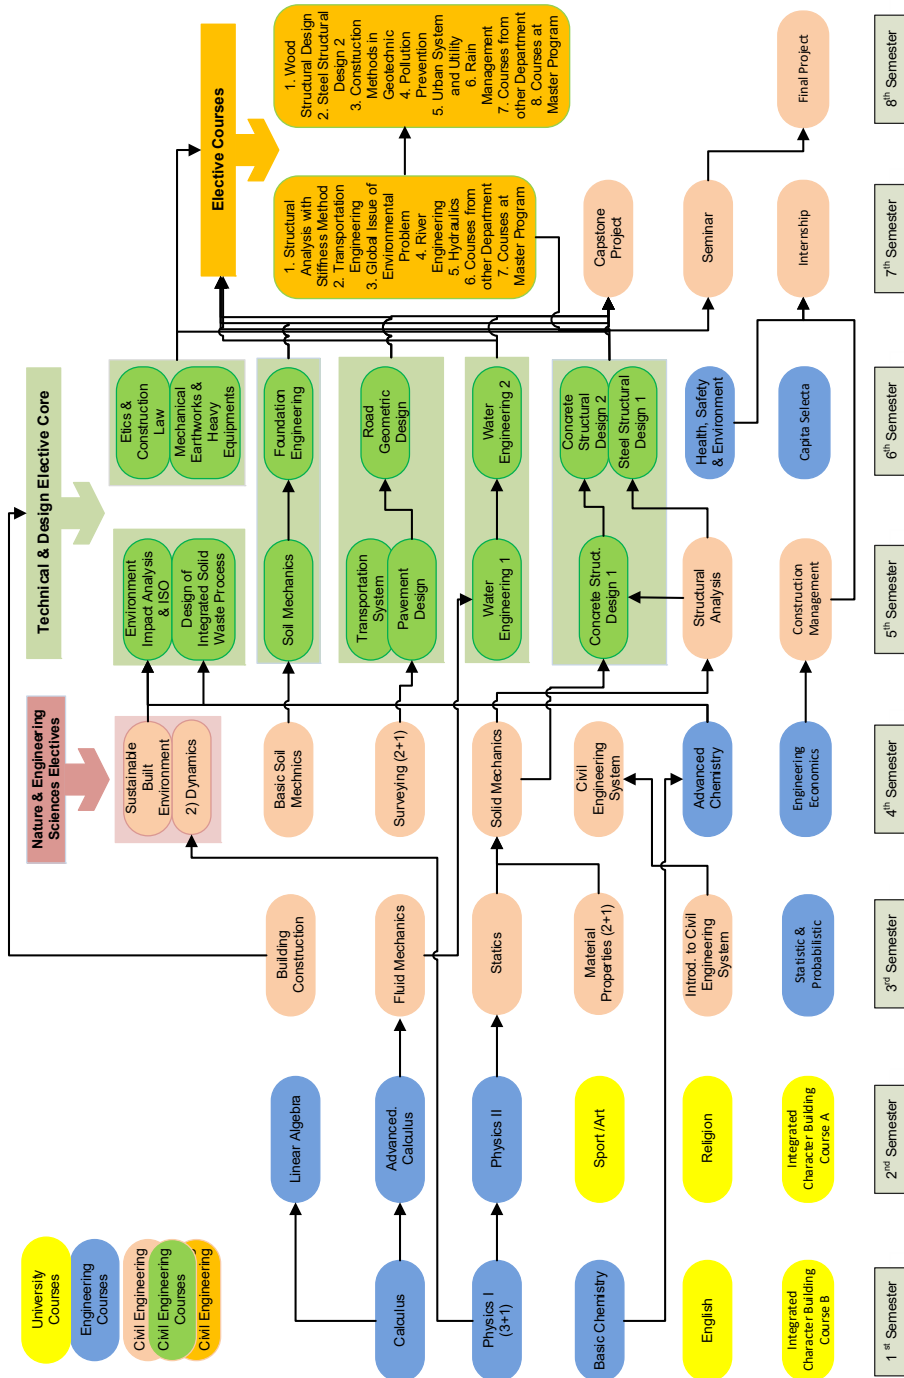 University
Courses
Engineering
Courses
Civil Engineering
Civil Engineering
Courses
Civil Engineering
Nature & Engineering
Sciences Electives
Technical & Design Elective Core
Elective Courses
Calculus
Physics I
(3+1)
Basic Chemistry
English
Integrated
Character Building
Course B
1 st Semester
Linear Algebra
Advanced.
Calculus
Physics II
Sport /Art
Religion
Integrated
Character Building
Course A
2nd Semester
Building
Construction
Fluid Mechanics
Statics
Material
Properties (2+1)
Introd. to Civil
Engineering
System
Statistic &
Probabilistic
3rd Semester
Sustainable
Built
Environment
2) Dynamics
Basic Soil
Mechnics
Surveying (2+1)
Solid Mechanics
Civil
Engineering
System
Advanced
Chemistry
Engineering
Economics
4th Semester
Environment
Impact Analysis
& ISO
Design of
Integrated Solid
Waste Process
Soil Mechanics
Transportation
System
Pavement
Design
Water
Engineering 1
Concrete Struct.
Design 1
Structural
Analysis
Construction
Management
5th Semester
Etics &
Construction
Law
Mechanical
Earthworks &
Heavy
Equipments
Foundation
Engineering
Road
Geometric
Design
Water
Engineering 2
Concrete
Structural
Design 2
Steel Structural
Design 1
Health, Safety
& Environment
Capita Selecta
6th Semester
1. Structural
Analysis with
Stiffness Method
2. Transportation
Engineering
3. Global Issue of
Environmental
Problem
4. River
Engineering
5. Hydraulics
6. Courses from
other Department
7. Courses at
Master Program
Capstone
Project
Seminar
Internship
7th Semester
1. Wood
Structural Design
2. Steel Structural
Design 2
3. Construction
Methods in
Geotechnic
4. Pollution
Prevention
5. Urban System
and Utility
6. Rain
Management
7. Courses from
other Department
8. Courses at
Master Program
Final Project
8th Semester